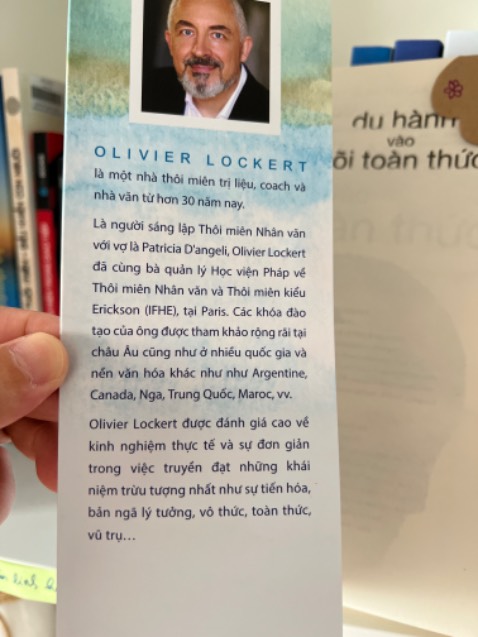 OLIVIER LOCKERT
là một nhà thôi miên trị liệu, coach và
nhà văn từ hơn 30 năm nay.
Là người sáng lập Thôi miên Nhân văn
với vợ là Patricia D'angeli, Olivier Lockert
đã cùng bà quản lý Học viện Pháp về
Thôi miên Nhân văn và Thôi miên kiểu
Erickson (IFHE), tại Paris. Các khóa đào
tạo của ông được tham khảo rộng rãi tại
châu Âu cũng như ở nhiều quốc gia và
nền văn hóa khác như như Argentine,
Canada, Nga, Trung Quốc, Maroc, vv.
Olivier Lockert được đánh giá cao về
kinh nghiệm thực tế và sự đơn giản
trong việc truyền đạt những khái
niệm trừu tượng nhất như sự tiến hóa,
bản ngã lý tưởng, vô thức, toàn thức,
vũ trụ...
du hành
vào
õi toàn thức